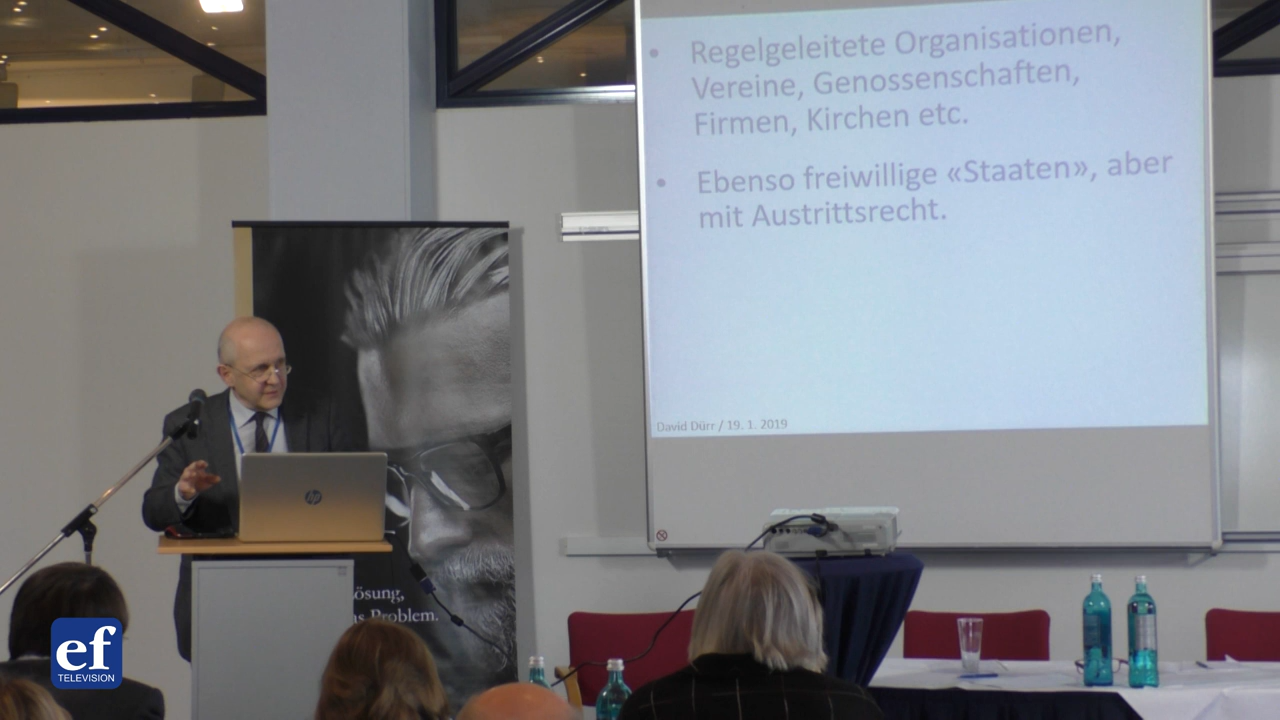 • Regelgeleitete Organisationen,
Vereine, Genossenschaften,
Firmen, Kirchen etc.
• Ebenso freiwillige «Staaten», aber
mit Austrittsrecht.
David Dürr / 19. 1. 2019
hp
ösung,
as Problem.
ef
TELEVISION